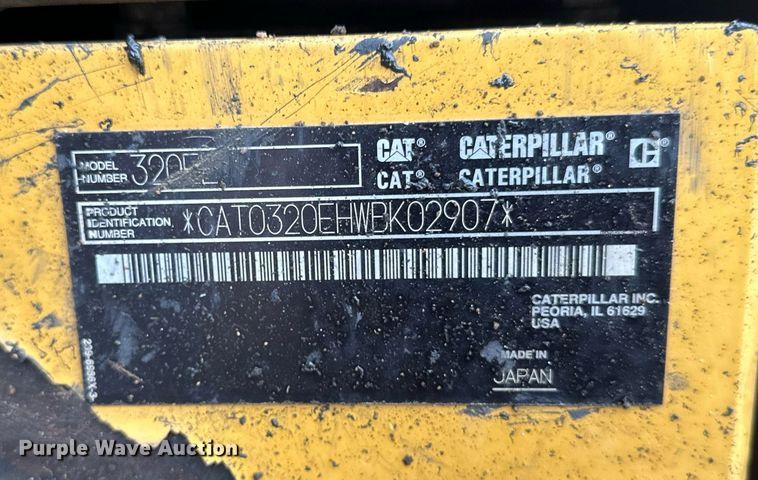 MODEL NUMBER 320E L
CAT® CATERPILLAR®
CAT® CATERPILLAR®
PRODUCT IDENTIFICATION NUMBER *CAT0320EHWBK02907*
CATERPILLAR INC.
PEORIA, IL 61629
USA
MADE IN
JAPAN
Purple Wave Auction